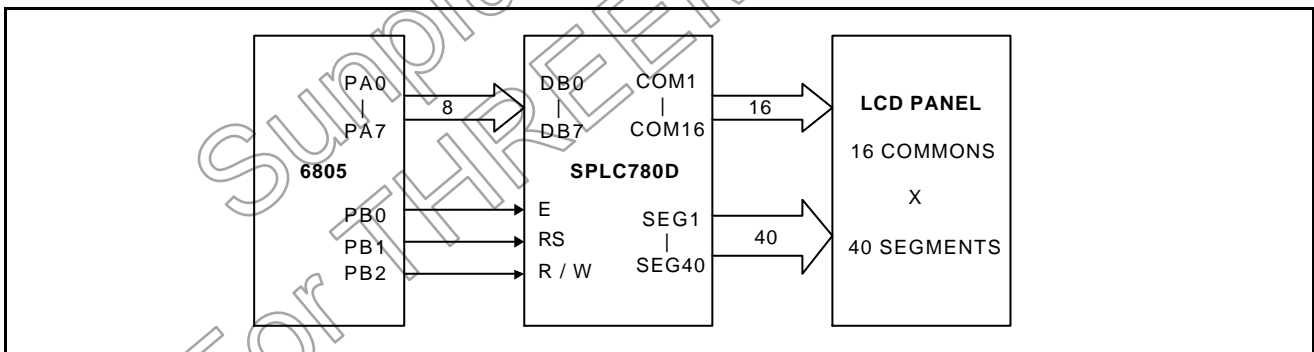 PA0
|
PA7
6805
PB0
PB1
PB2
8
DB0
|
DB7
COM1
|
COM16
SPLC780D
E
RS
R / W
SEG1
|
SEG40
16
40
LCD PANEL
16 COMMONS
X
40 SEGMENTS
For